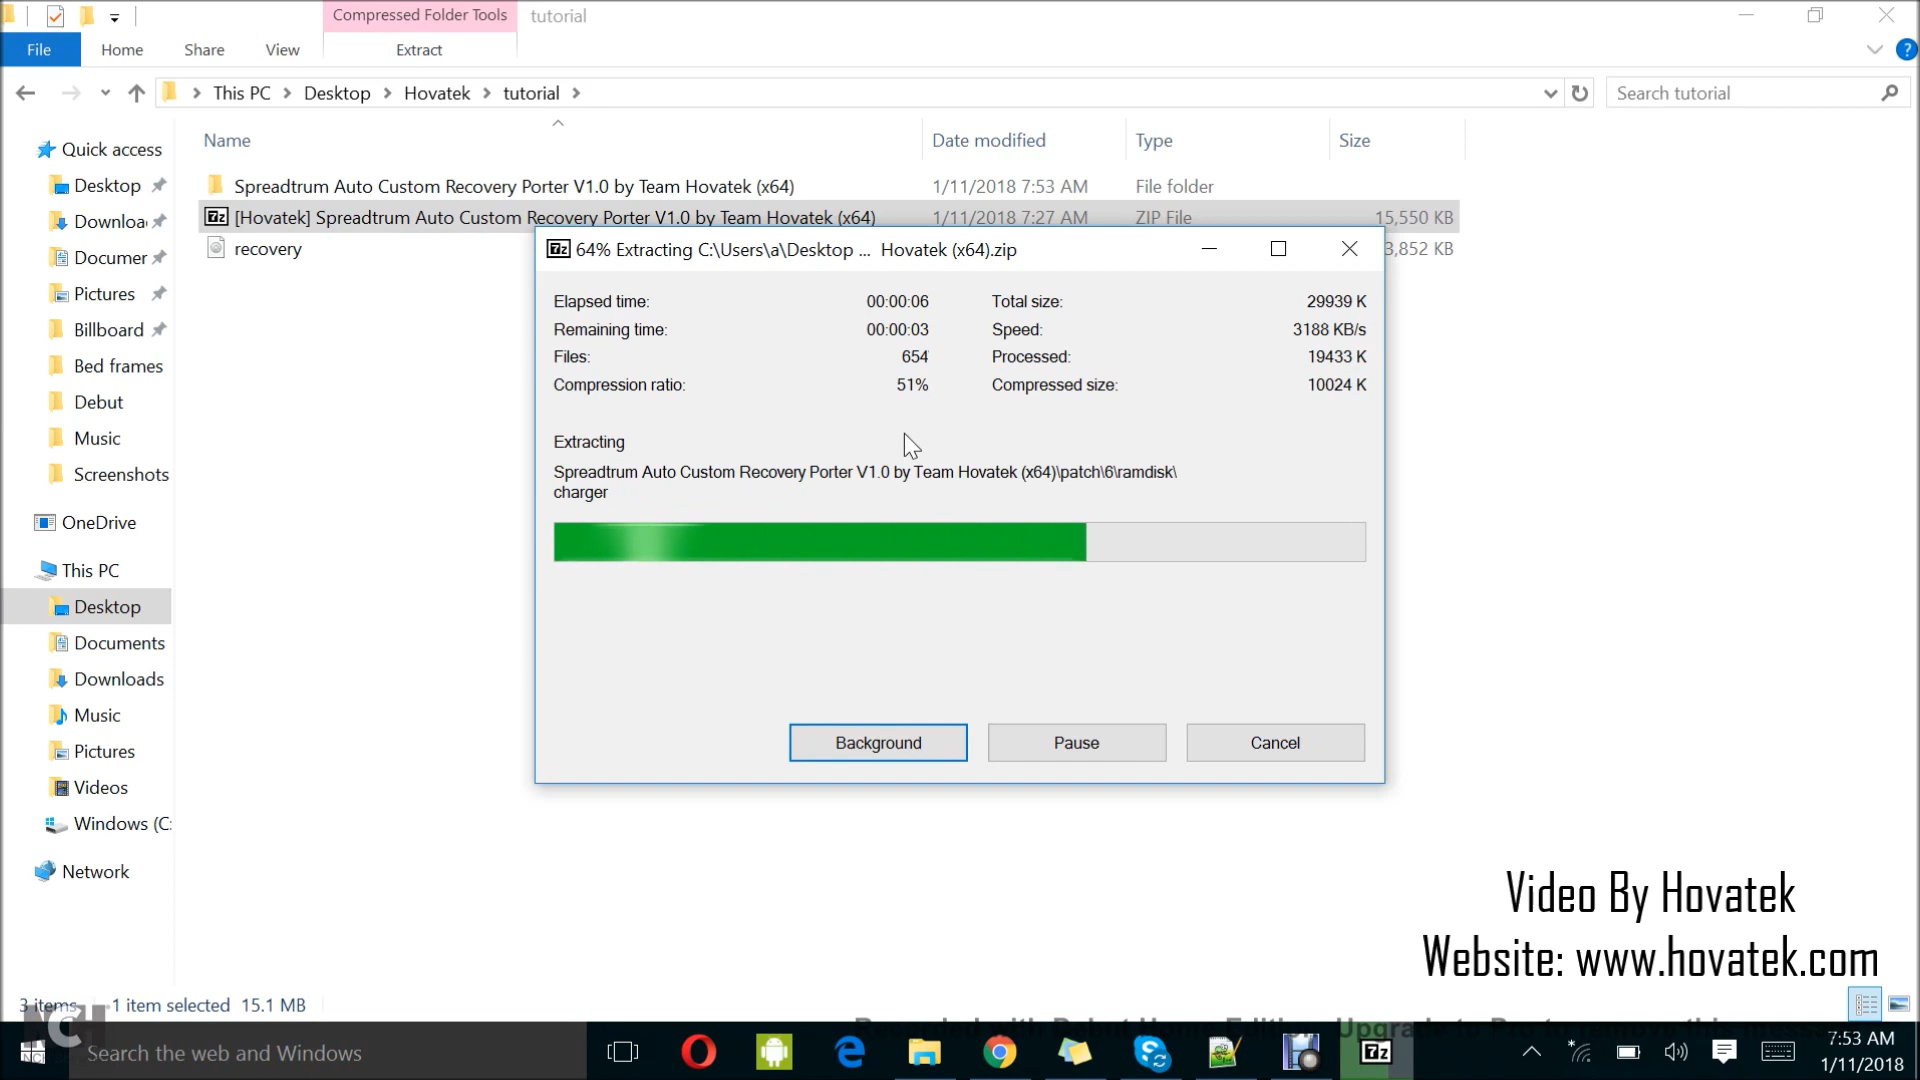 Compressed Folder Tools
tutorial
File
Home
Share
View
Extract
This PC
Desktop
Hovatek
tutorial
Search tutorial
Name
Date modified
Type
Size
Spreadtrum Auto Custom Recovery Porter V1.0 by Team Hovatek (x64)
1/11/2018 7:53 AM
File folder
[Hovatek] Spreadtrum Auto Custom Recovery Porter V1.0 by Team Hovatek (x64)
1/11/2018 7:27 AM
ZIP File
15,550 KB
recovery
3,852 KB
Quick access
Desktop
Downloa
Documer
Pictures
Billboard
Bed frames
Debut
Music
Screenshots
OneDrive
This PC
Desktop
Documents
Downloads
Music
Pictures
Videos
Windows (C:
Network
7z
64% Extracting C:\Users\a\Desktop ... Hovatek (x64).zip
Elapsed time: 00:00:06
Total size: 29939 K
Remaining time: 00:00:03
Speed: 3188 KB/s
Files: 654
Processed: 19433 K
Compression ratio: 51%
Compressed size: 10024 K
Extracting
Spreadtrum Auto Custom Recovery Porter V1.0 by Team Hovatek (x64)\patch\6\ramdisk\
charger
Background
Pause
Cancel
Video By Hovatek
Website: www.hovatek.com
3 items
1 item selected 15.1 MB
NCH
Search the web and Windows
7z
7:53 AM
1/11/2018